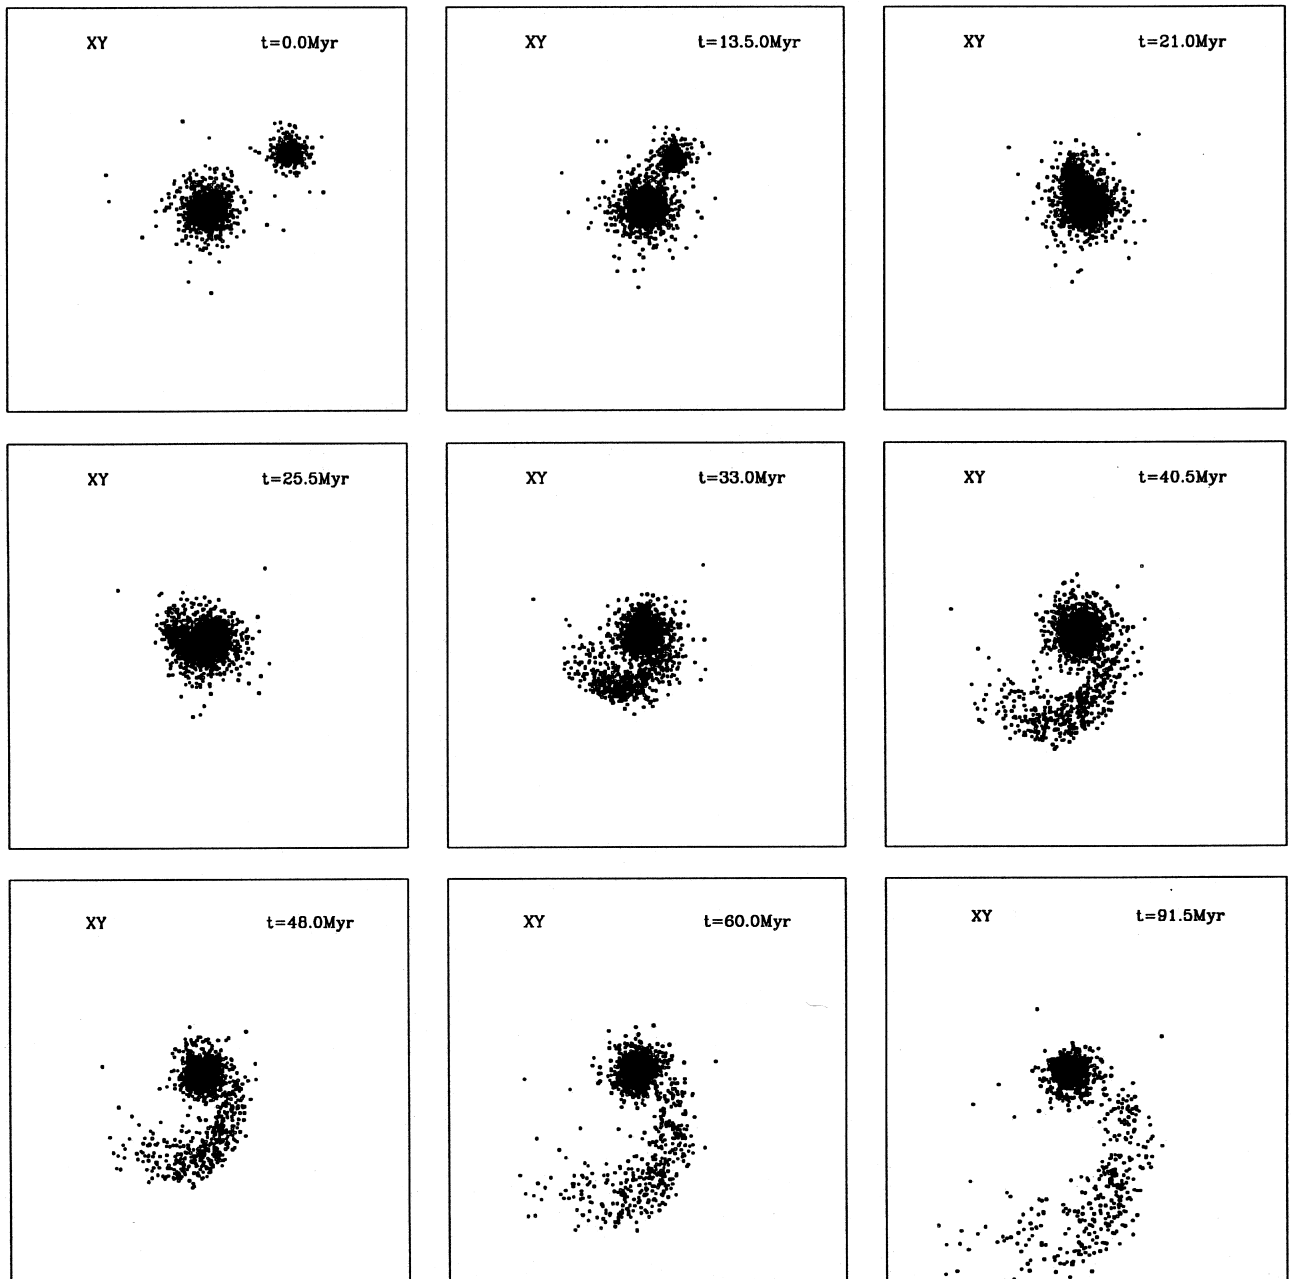 XY t=0.0Myr
XY t=13.5.0Myr
XY t=21.0Myr
XY t=25.5Myr
XY t=33.0Myr
XY t=40.5Myr
XY t=48.0Myr
XY t=60.0Myr
XY t=91.5Myr